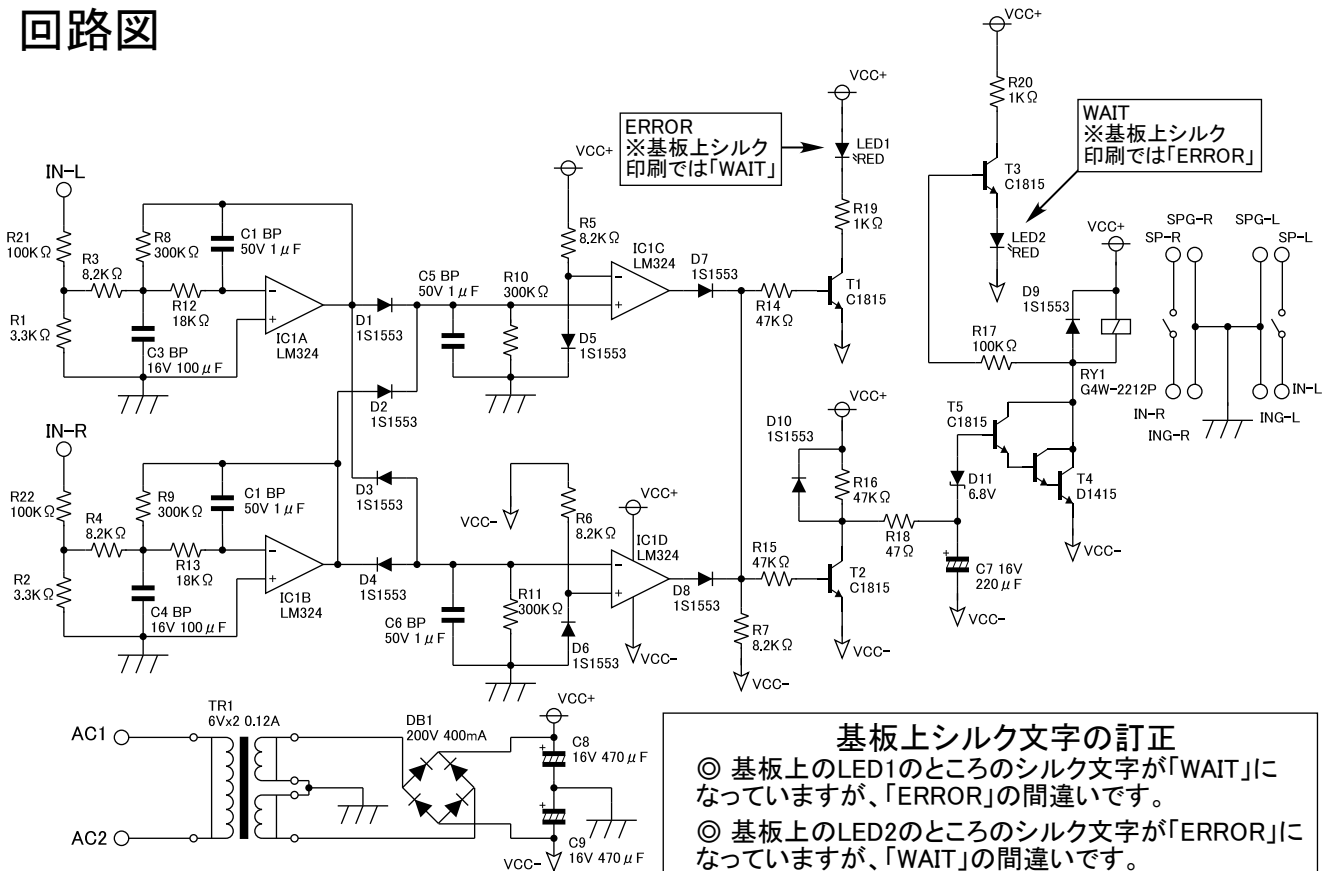 回路図
VCC+
R20
1KΩ
VCC+
ERROR
※基板上シルク
印刷では「WAIT」
LED1
RED
WAIT
※基板上シルク
印刷では「ERROR」
VCC+
T3
C1815
IN-L
R5
8.2KΩ
R19
1KΩ
LED2
RED
VCC+
SPG-R
SPG-L
SP-R
SP-L
R21
100KΩ
R8
300KΩ
C1 BP
50V 1μF
R3
8.2KΩ
IC1C
LM324
D7
1S1553
C5 BP
50V 1μF
R10
300KΩ
T1
C1815
D9
1S1553
R12
18KΩ
R14
47KΩ
R1
3.3KΩ
D1
1S1553
D5
1S1553
R17
100KΩ
IC1A
LM324
C3 BP
16V 100μF
RY1
G4W-2212P
IN-L
IN-R
ING-L
ING-R
D2
1S1553
VCC+
T5
C1815
D10
1S1553
IN-R
D3
1S1553
D11
6.8V
T4
D1415
R22
100KΩ
R9
300KΩ
C1 BP
50V 1μF
VCC+
R16
47KΩ
VCC-
R6
8.2KΩ
R4
8.2KΩ
IC1D
LM324
R18
47Ω
R15
47KΩ
VCC-
R13
18KΩ
D4
1S1553
D8
1S1553
T2
C1815
C7 16V
220μF
R2
3.3KΩ
IC1B
LM324
R11
300KΩ
C4 BP
16V 100μF
C6 BP
50V 1μF
VCC-
R7
8.2KΩ
D6
1S1553
VCC-
VCC-
VCC-
TR1
6Vx2 0.12A
DB1
200V 400mA
VCC+
AC1
C8
16V 470μF
AC2
C9
16V 470μF
VCC-
基板上シルク文字の訂正
◎ 基板上のLED1のところのシルク文字が「WAIT」に
なっていますが、「ERROR」の間違いです。
◎ 基板上のLED2のところのシルク文字が「ERROR」に
なっていますが、「WAIT」の間違いです。